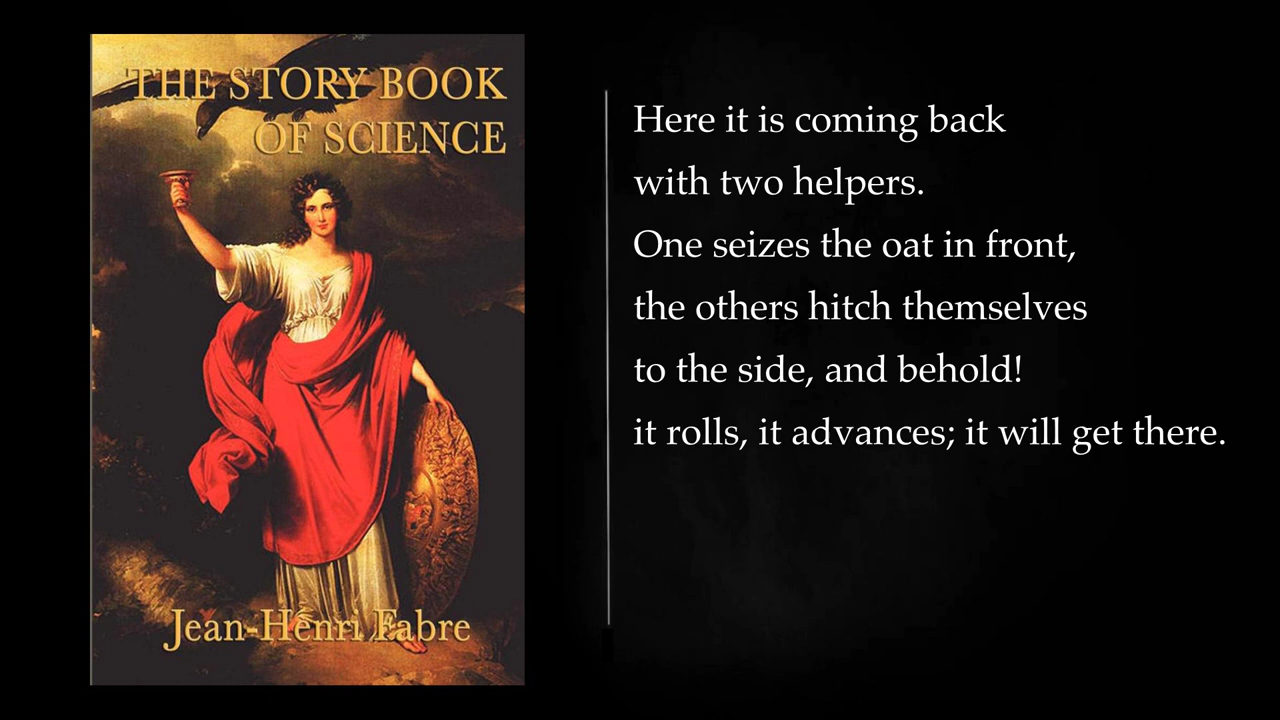 THE STORY BOOK
OF SCIENCE
Jean-Henri Fabre
Here it is coming back
with two helpers.
One seizes the oat in front,
the others hitch themselves
to the side, and behold!
it rolls, it advances; it will get there.